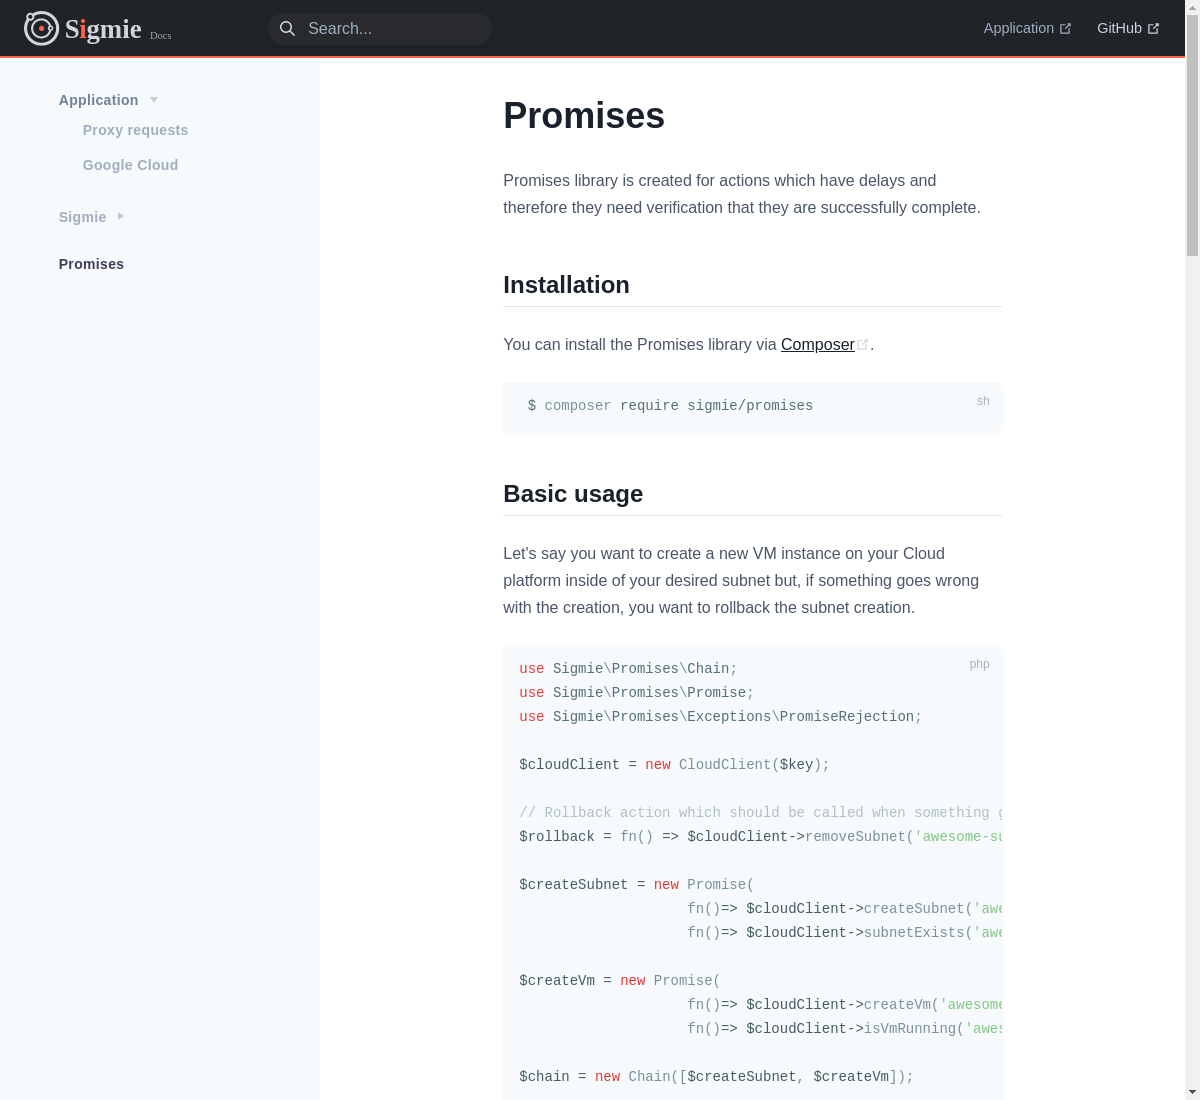 Sigmie Docs
Search...
Application
GitHub
Application
Proxy requests
Google Cloud
Sigmie
Promises
Promises
Promises library is created for actions which have delays and
therefore they need verification that they are successfully complete.
Installation
You can install the Promises library via Composer.
sh
$ composer require sigmie/promises
Basic usage
Let's say you want to create a new VM instance on your Cloud
platform inside of your desired subnet but, if something goes wrong
with the creation, you want to rollback the subnet creation.
php
use Sigmie\Promises\Chain;
use Sigmie\Promises\Promise;
use Sigmie\Promises\Exceptions\PromiseRejection;
$cloudClient = new CloudClient($key);
// Rollback action which should be called when something g
$rollback = fn() => $cloudClient->removeSubnet('awesome-su
$createSubnet = new Promise(
fn()=> $cloudClient->createSubnet('awe
fn()=> $cloudClient->subnetExists('awe
$createVm = new Promise(
fn()=> $cloudClient->createVm('awesome
fn()=> $cloudClient->isVmRunning('awes
$chain = new Chain([$createSubnet, $createVm]);